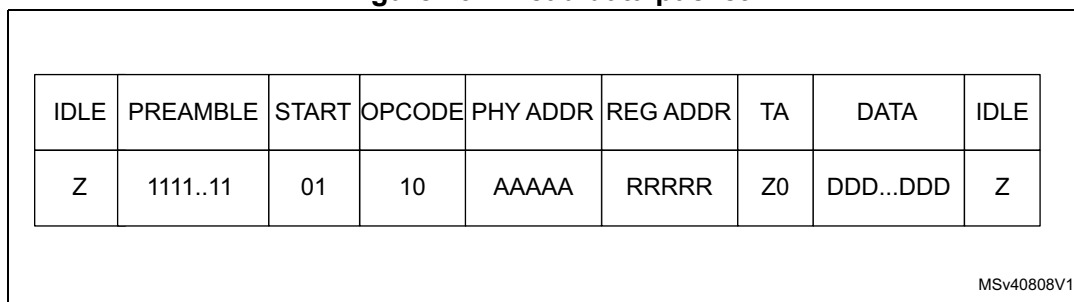 IDLE PREAMBLE START OPCODE PHY ADDR REG ADDR TA DATA IDLE
Z 1111..11 01 10 AAAAA RRRRR Z0 DDD...DDD Z
MSv40808V1